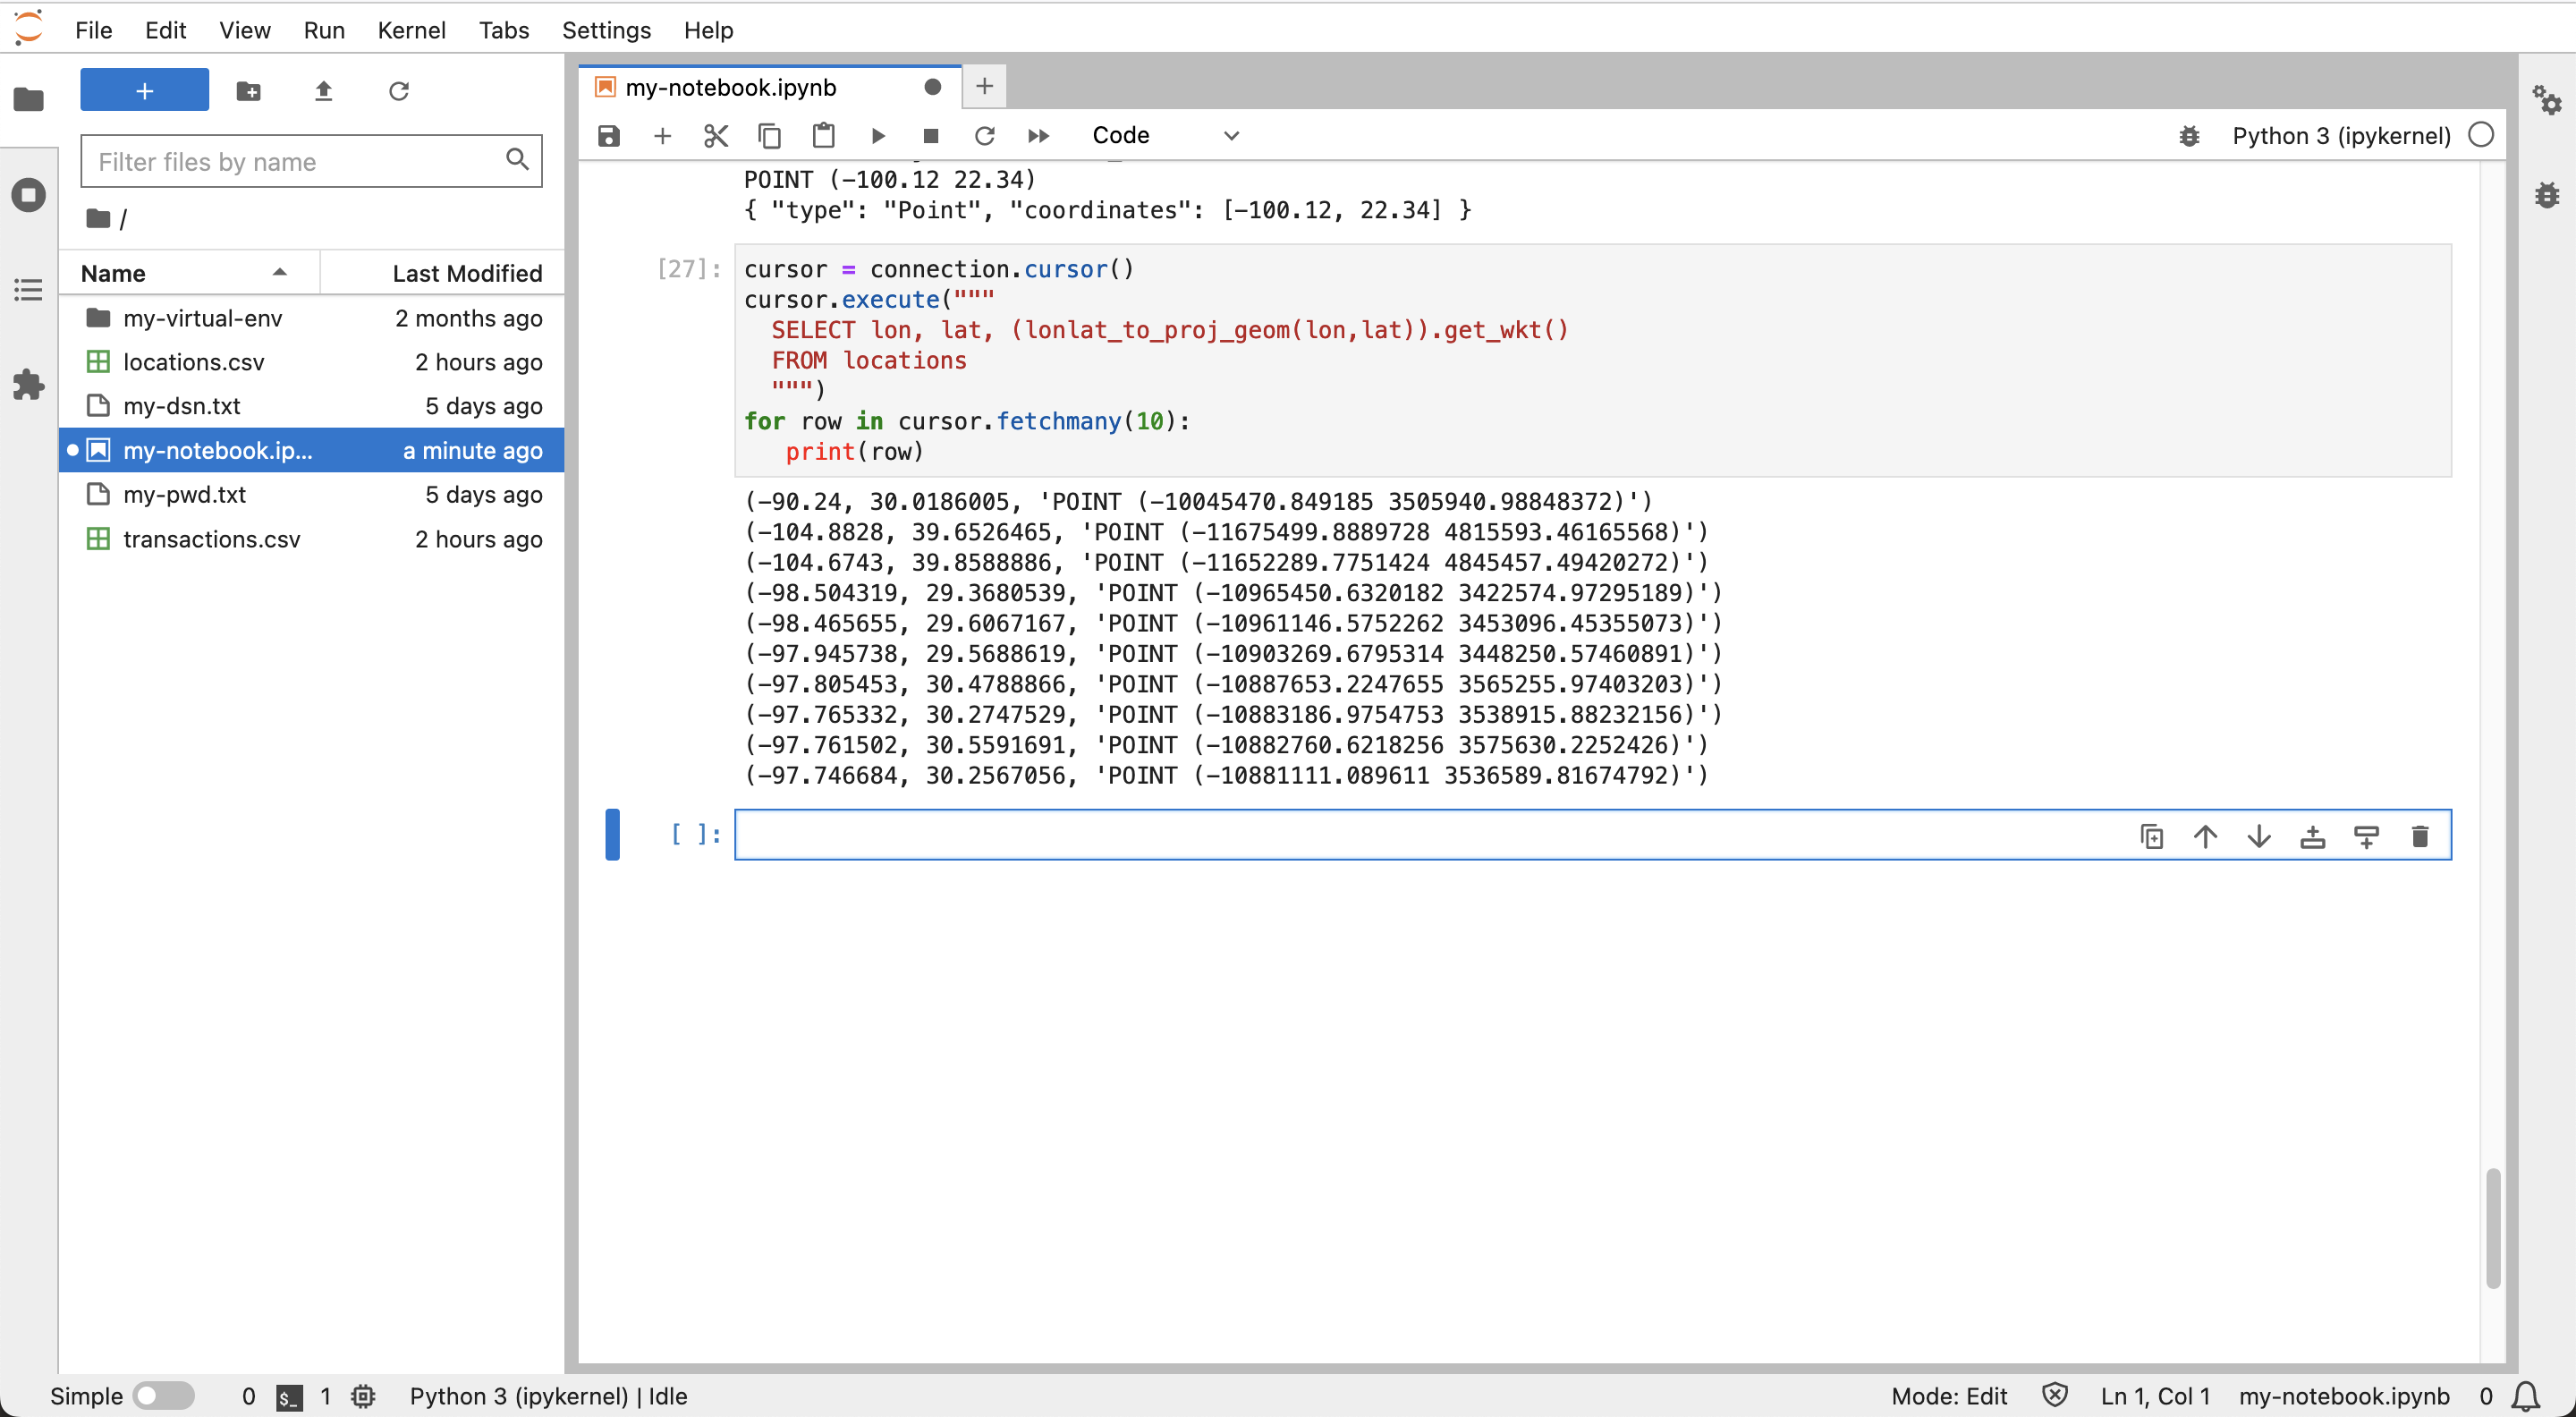 File Edit View Run Kernel Tabs Settings Help
+
Filter files by name
/
Name Last Modified
my-virtual-env 2 months ago
locations.csv 2 hours ago
my-dsn.txt 5 days ago
my-notebook.ip... a minute ago
my-pwd.txt 5 days ago
transactions.csv 2 hours ago
my-notebook.ipynb +
Code Python 3 (ipykernel)
POINT (-100.12 22.34)
{ "type": "Point", "coordinates": [-100.12, 22.34] }
[27]: cursor = connection.cursor()
cursor.execute("""
SELECT lon, lat, (lonlat_to_proj_geom(lon,lat)).get_wkt()
FROM locations
""")
for row in cursor.fetchmany(10):
print(row)
(-90.24, 30.0186005, 'POINT (-10045470.849185 3505940.98848372)')
(-104.8828, 39.6526465, 'POINT (-11675499.8889728 4815593.46165568)')
(-104.6743, 39.8588886, 'POINT (-11652289.7751424 4845457.49420272)')
(-98.504319, 29.3680539, 'POINT (-10965450.6320182 3422574.97295189)')
(-98.465655, 29.6067167, 'POINT (-10961146.5752262 3453096.45355073)')
(-97.945738, 29.5688619, 'POINT (-10903269.6795314 3448250.57460891)')
(-97.805453, 30.4788866, 'POINT (-10887653.2247655 3565255.97403203)')
(-97.765332, 30.2747529, 'POINT (-10883186.9754753 3538915.88232156)')
(-97.761502, 30.5591691, 'POINT (-10882760.6218256 3575630.2252426)')
(-97.746684, 30.2567056, 'POINT (-10881111.089611 3536589.81674792)')
[ ]:
Simple 0 $_ 1 Python 3 (ipykernel) | Idle Mode: Edit Ln 1, Col 1 my-notebook.ipynb 0